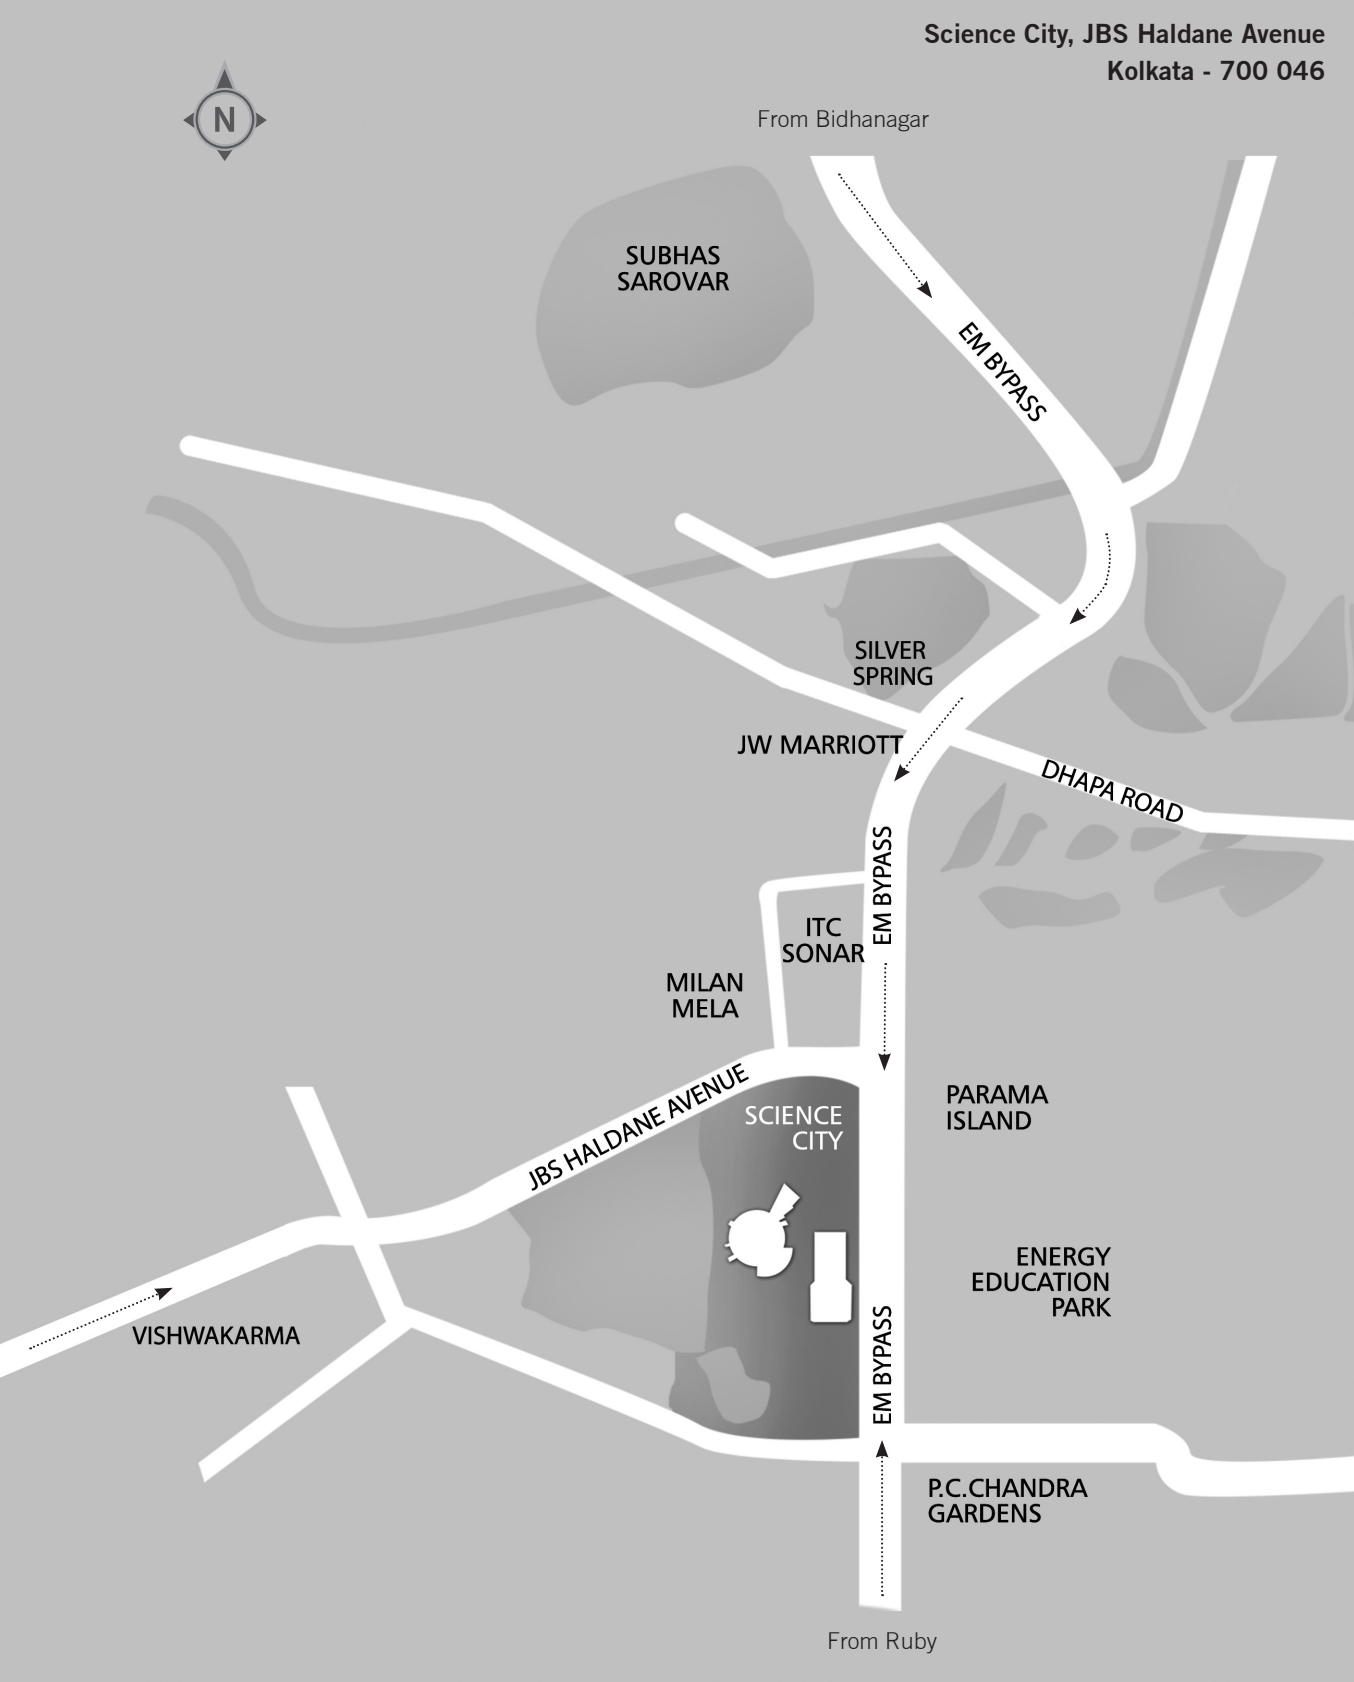 Science City, JBS Haldane Avenue
Kolkata - 700 046
N
From Bidhanagar
SUBHAS
SAROVAR
EM BYPASS
SILVER
SPRING
JW MARRIOTT
DHAPA ROAD
EM BYPASS
ITC
SONAR
MILAN
MELA
JBS HALDANE AVENUE
PARAMA
ISLAND
SCIENCE
CITY
ENERGY
EDUCATION
PARK
VISHWAKARMA
EM BYPASS
P.C.CHANDRA
GARDENS
From Ruby